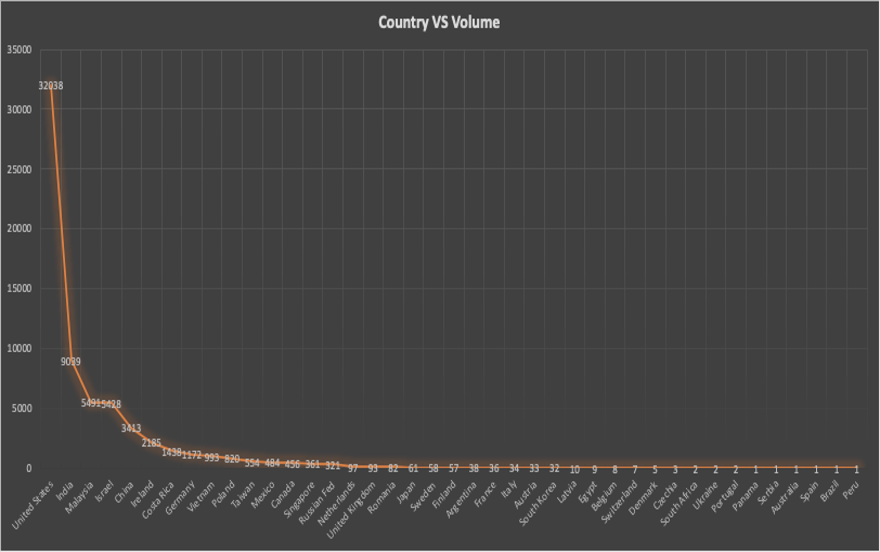 Country VS Volume
35000
30000
25000
20000
15000
10000
5000
0
32038
9039
5491
5428
3413
2185
1438
1172
993
820
554
484
456
361
321
97
93
82
61
58
57
38
36
34
33
32
10
9
8
7
5
3
2
2
2
1
1
1
1
1
1
United States
India
Malaysia
Israel
China
Ireland
Costa Rica
Germany
Vietnam
Poland
Taiwan
Mexico
Canada
Singapore
Russian Fed
Netherlands
United Kingdom
Romania
Japan
Sweden
Finland
Argentina
France
Italy
Austria
South Korea
Latvia
Egypt
Belgium
Switzerland
Denmark
Czechia
South Africa
Ukraine
Portugal
Panama
Serbia
Australia
Spain
Brazil
Peru